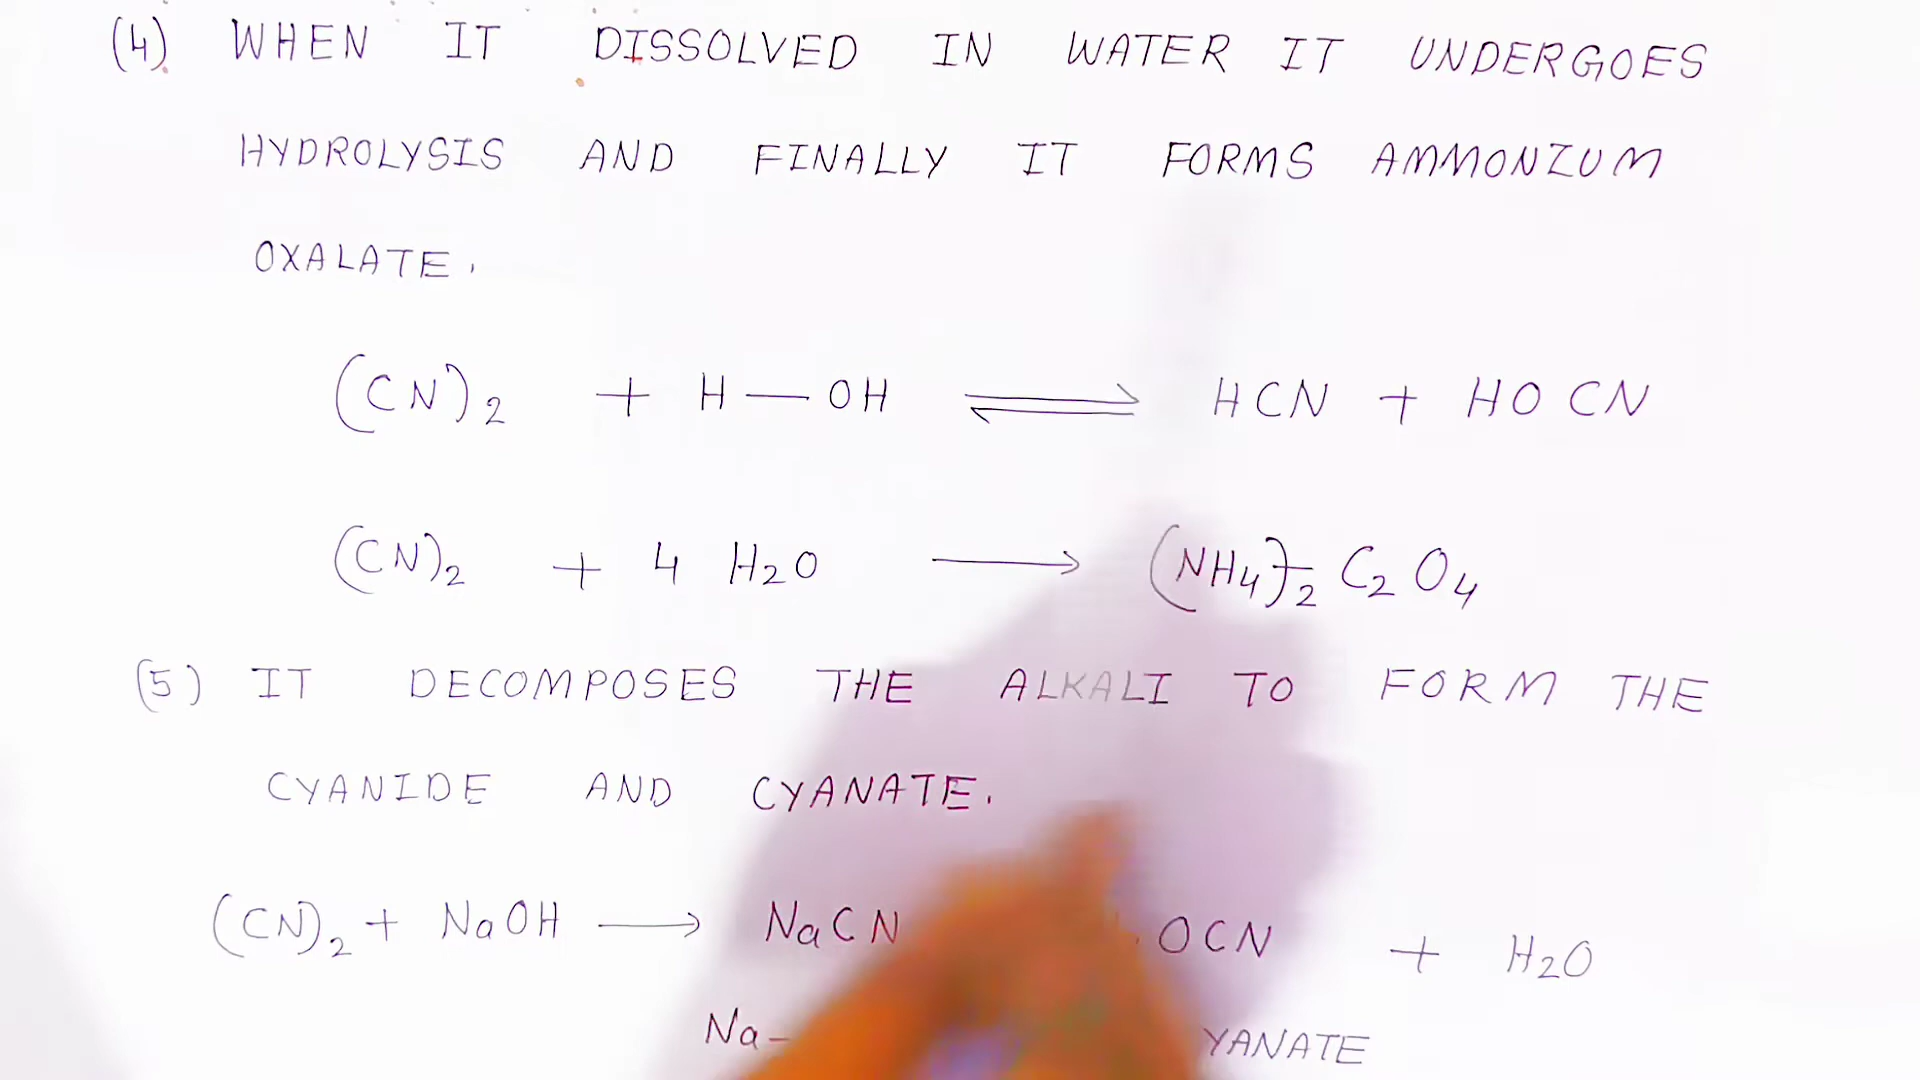 (4) WHEN IT DISSOLVED IN WATER IT UNDERGOES
HYDROLYSIS AND FINALLY IT FORMS AMMONIUM
OXALATE.
(CN)₂ + H — OH ⇌ HCN + HOCN
(CN)₂ + 4 H₂O ⟶ (NH₄)₂ C₂O₄
(5) IT DECOMPOSES THE ALKALI TO FORM THE
CYANIDE AND CYANATE.
(CN)₂ + NaOH ⟶ NaCN OCN + H₂O
Na- YANATE